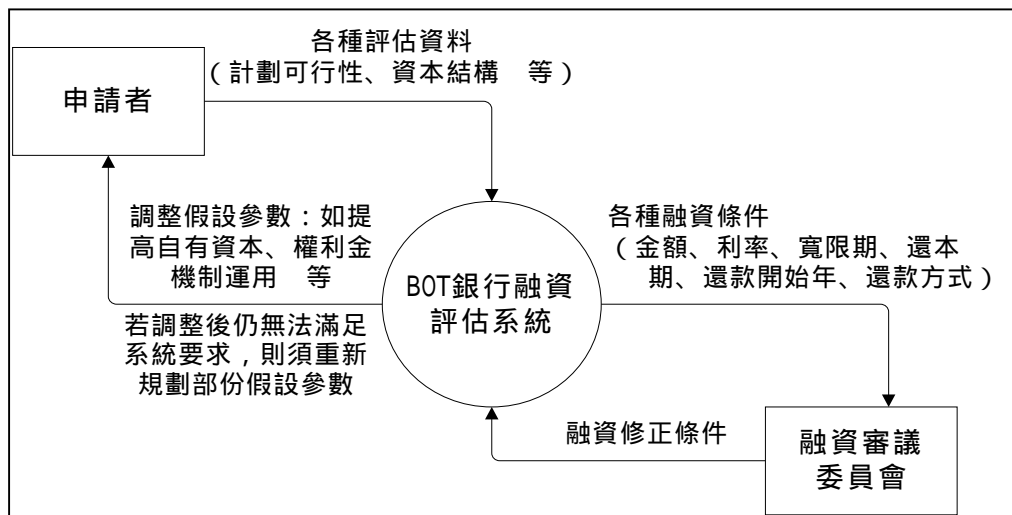 各種評估資料
（計劃可行性、資本結構　等）
申請者
調整假設參數：如提
高自有資本、權利金
機制運用　等
若調整後仍無法滿足
系統要求，則須重新
規劃部份假設參數
BOT銀行融資
評估系統
各種融資條件
（金額、利率、寬限期、還本
期、還款開始年、還款方式）
融資修正條件
融資審議
委員會